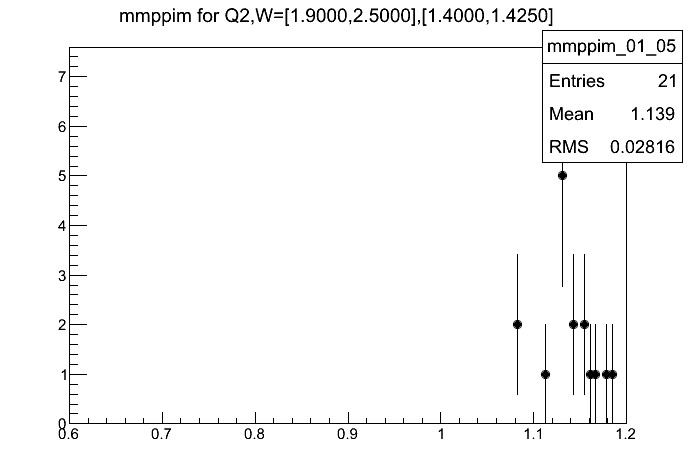 mmppim for Q2,W=[1.9000,2.5000],[1.4000,1.4250]
mmppim_01_05
Entries 21
Mean 1.139
RMS 0.02816
7
6
5
4
3
2
1
0
0.6 0.7 0.8 0.9 1 1.1 1.2